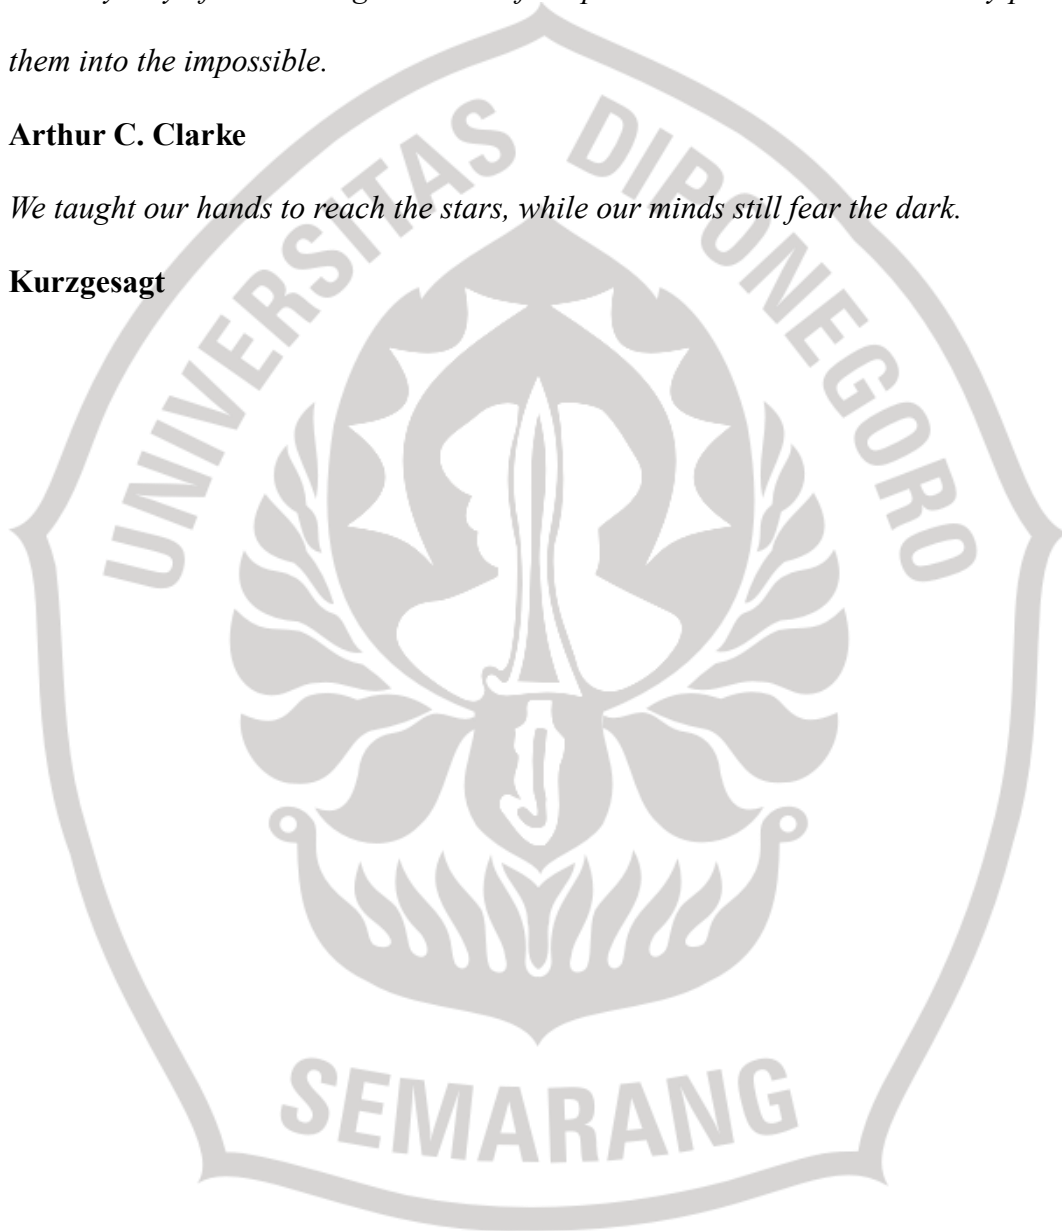 them into the impossible.
Arthur C. Clarke
We taught our hands to reach the stars, while our minds still fear the dark.
Kurzgesagt
UNIVERSITAS DIPONEGORO
SEMARANG